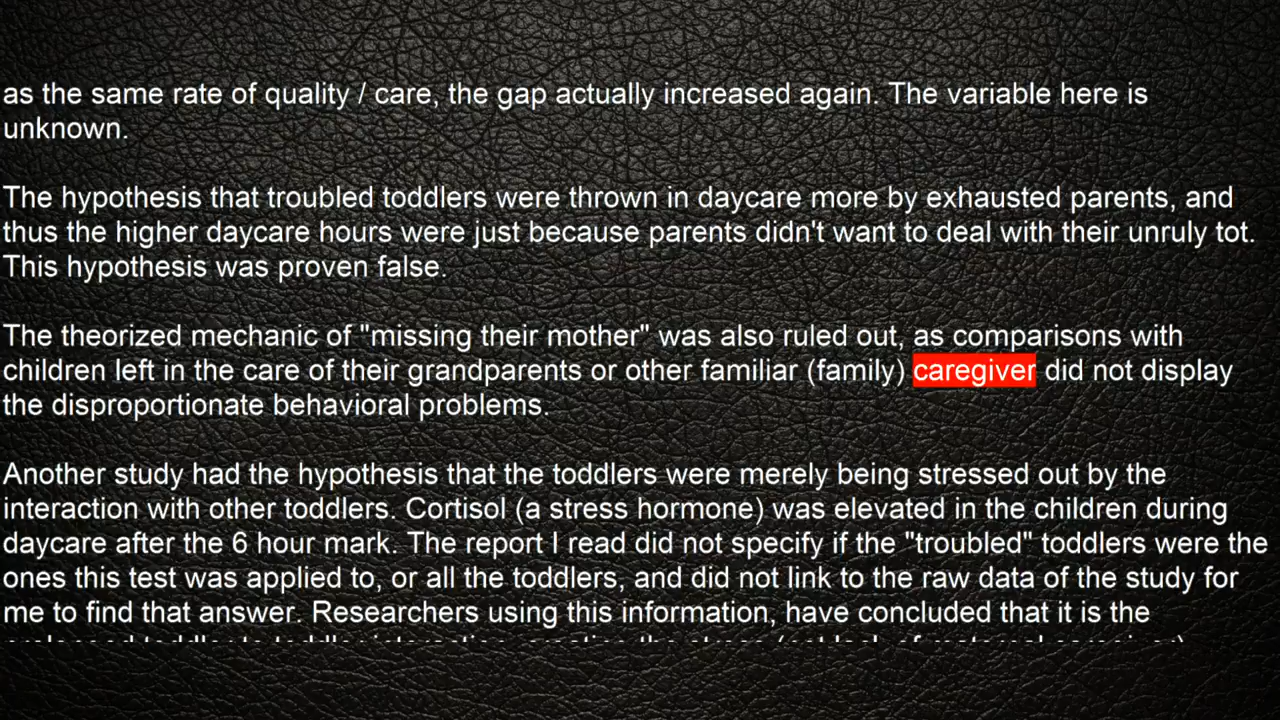 as the same rate of quality / care, the gap actually increased again. The variable here is
unknown.
The hypothesis that troubled toddlers were thrown in daycare more by exhausted parents, and
thus the higher daycare hours were just because parents didn't want to deal with their unruly tot.
This hypothesis was proven false.
The theorized mechanic of "missing their mother" was also ruled out, as comparisons with
children left in the care of their grandparents or other familiar (family) caregiver did not display
the disproportionate behavioral problems.
Another study had the hypothesis that the toddlers were merely being stressed out by the
interaction with other toddlers. Cortisol (a stress hormone) was elevated in the children during
daycare after the 6 hour mark. The report I read did not specify if the "troubled" toddlers were the
ones this test was applied to, or all the toddlers, and did not link to the raw data of the study for
me to find that answer. Researchers using this information, have concluded that it is the